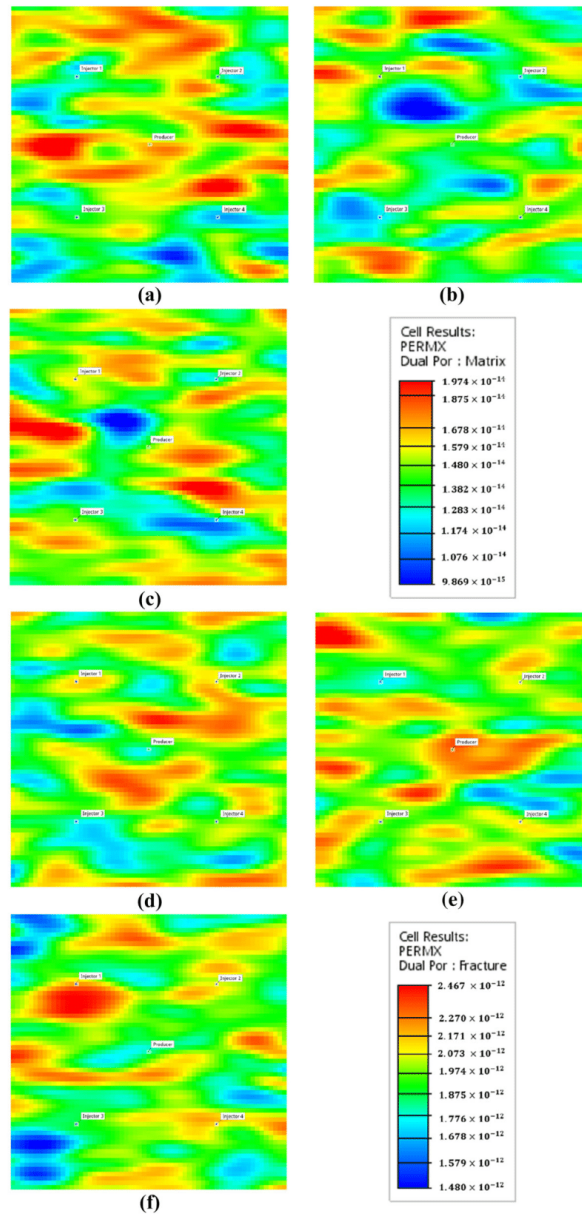 Injector 1
Injector 2
Producer
Injector 3
Injector 4
(a)
Injector 1
Injector 2
Producer
Injector 3
Injector 4
(b)
Injector 1
Injector 2
Producer
Injector 3
Injector 4
(c)
Cell Results:
PERMX
Dual Por : Matrix
1.974 × 10⁻¹⁴
1.875 × 10⁻¹⁴
1.678 × 10⁻¹⁴
1.579 × 10⁻¹⁴
1.480 × 10⁻¹⁴
1.382 × 10⁻¹⁴
1.283 × 10⁻¹⁴
1.174 × 10⁻¹⁴
1.076 × 10⁻¹⁴
9.869 × 10⁻¹⁵
Injector 1
Injector 2
Producer
Injector 3
Injector 4
(d)
Injector 1
Injector 2
Producer
Injector 3
Injector 4
(e)
Injector 1
Injector 2
Producer
Injector 3
Injector 4
(f)
Cell Results:
PERMX
Dual Por : Fracture
2.467 × 10⁻¹²
2.270 × 10⁻¹²
2.171 × 10⁻¹²
2.073 × 10⁻¹²
1.974 × 10⁻¹²
1.875 × 10⁻¹²
1.776 × 10⁻¹²
1.678 × 10⁻¹²
1.579 × 10⁻¹²
1.480 × 10⁻¹²